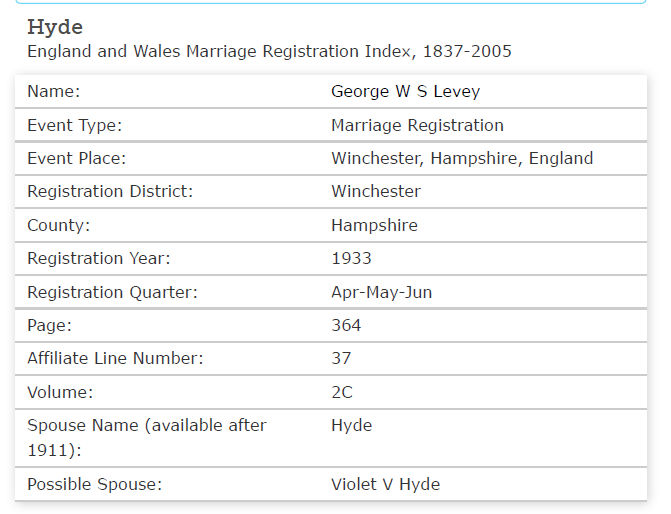 Hyde
England and Wales Marriage Registration Index, 1837-2005
Name: George W S Levey
Event Type: Marriage Registration
Event Place: Winchester, Hampshire, England
Registration District: Winchester
County: Hampshire
Registration Year: 1933
Registration Quarter: Apr-May-Jun
Page: 364
Affiliate Line Number: 37
Volume: 2C
Spouse Name (available after Hyde
1911):
Possible Spouse: Violet V Hyde